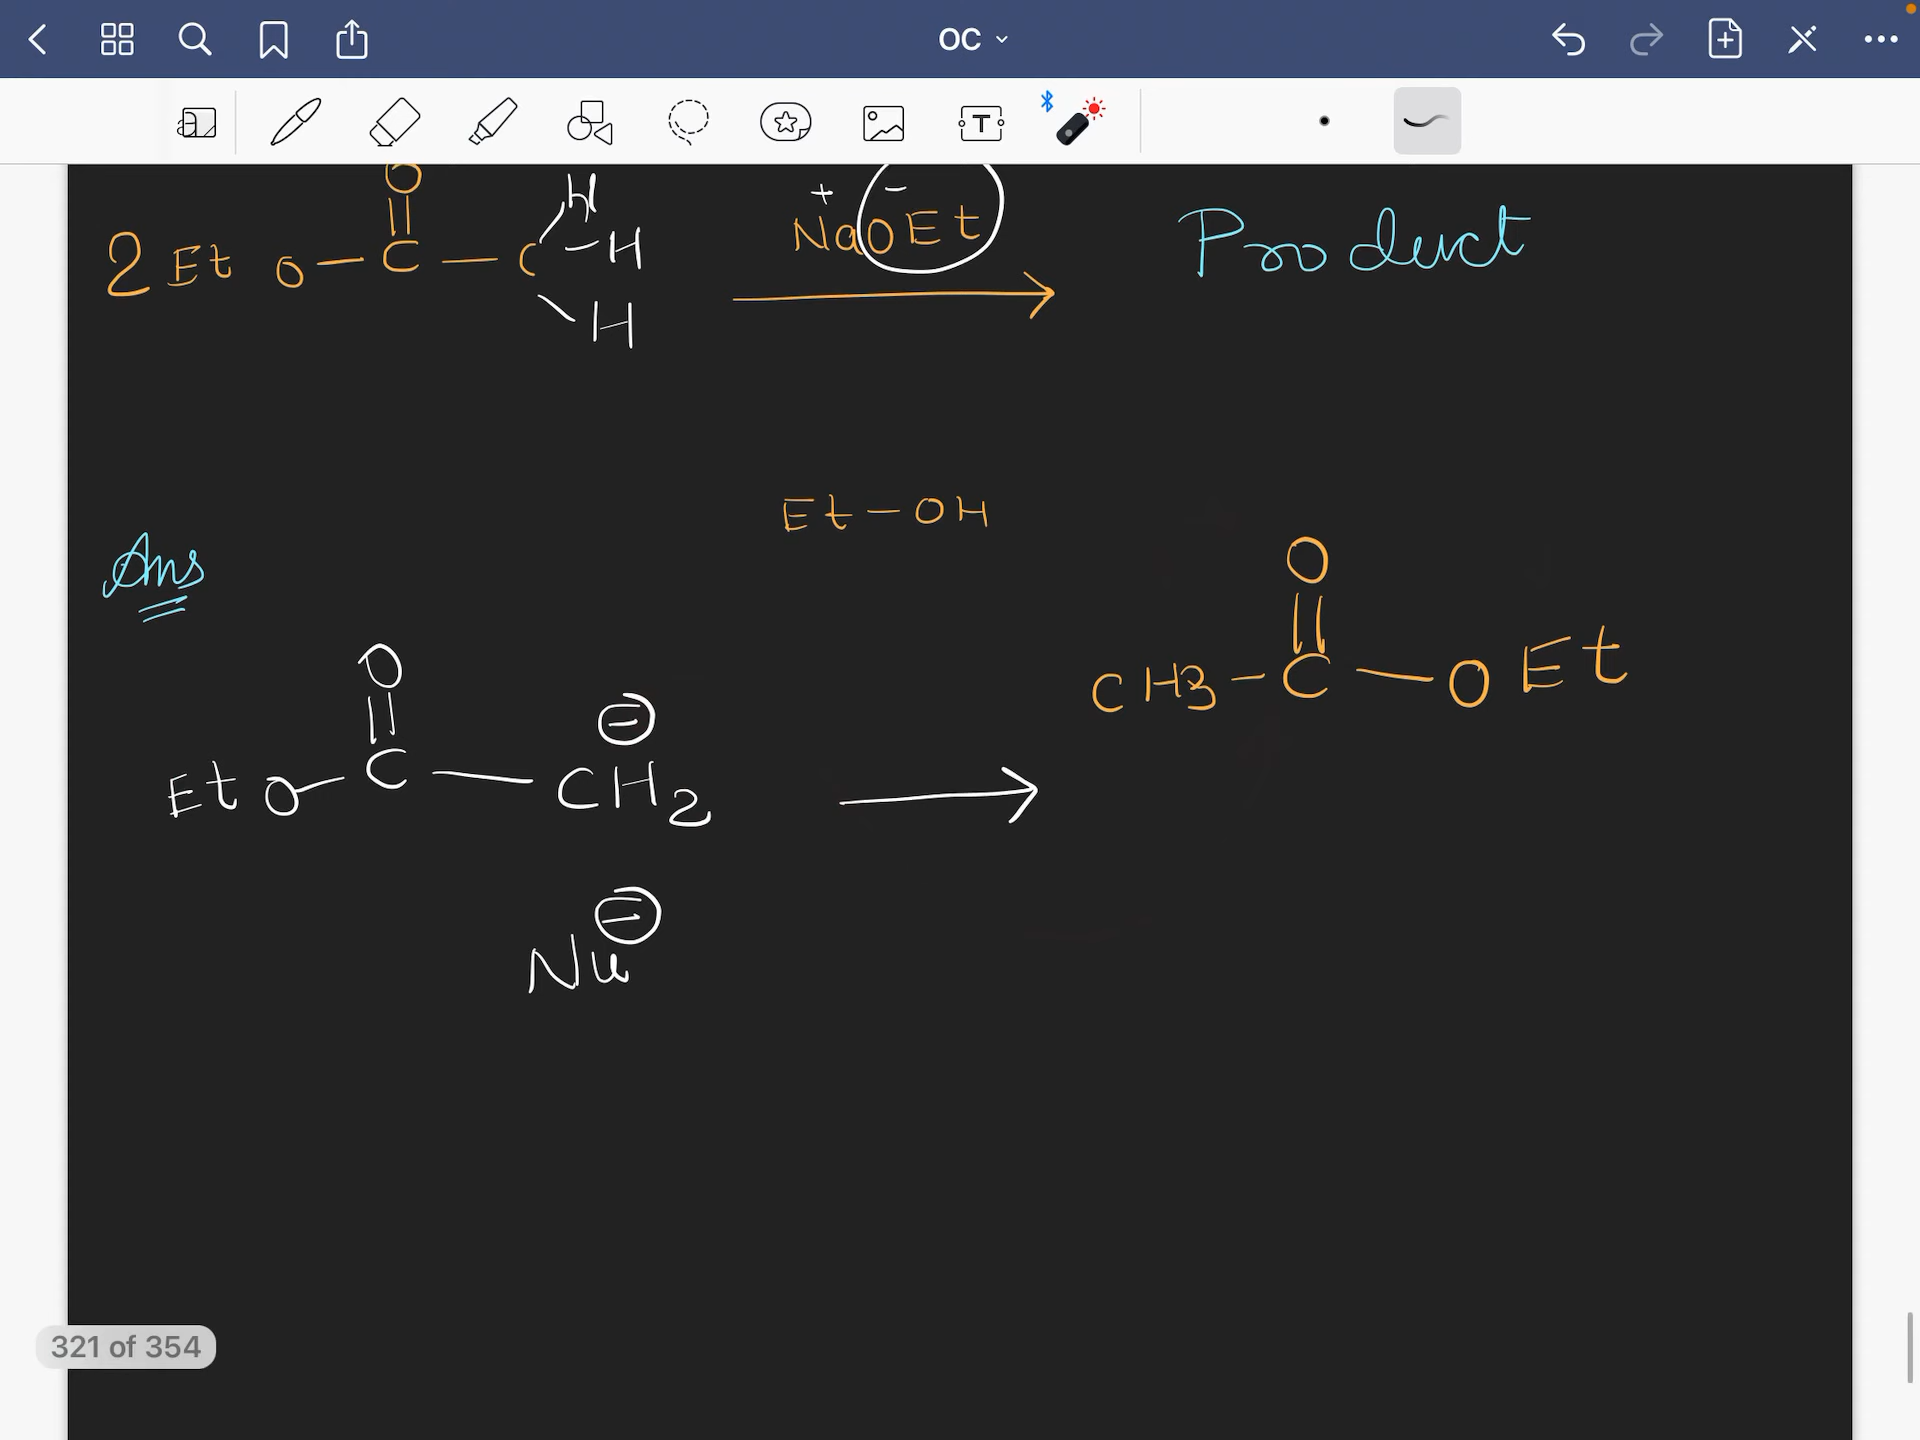 OC
2 Et O — C — C — H
O
H
H
+ −
NaOEt
Product
Et — OH
Ans
O
CH3 — C — O Et
O
Et O — C — CH2
⊖
Nu ⊖
321 of 354